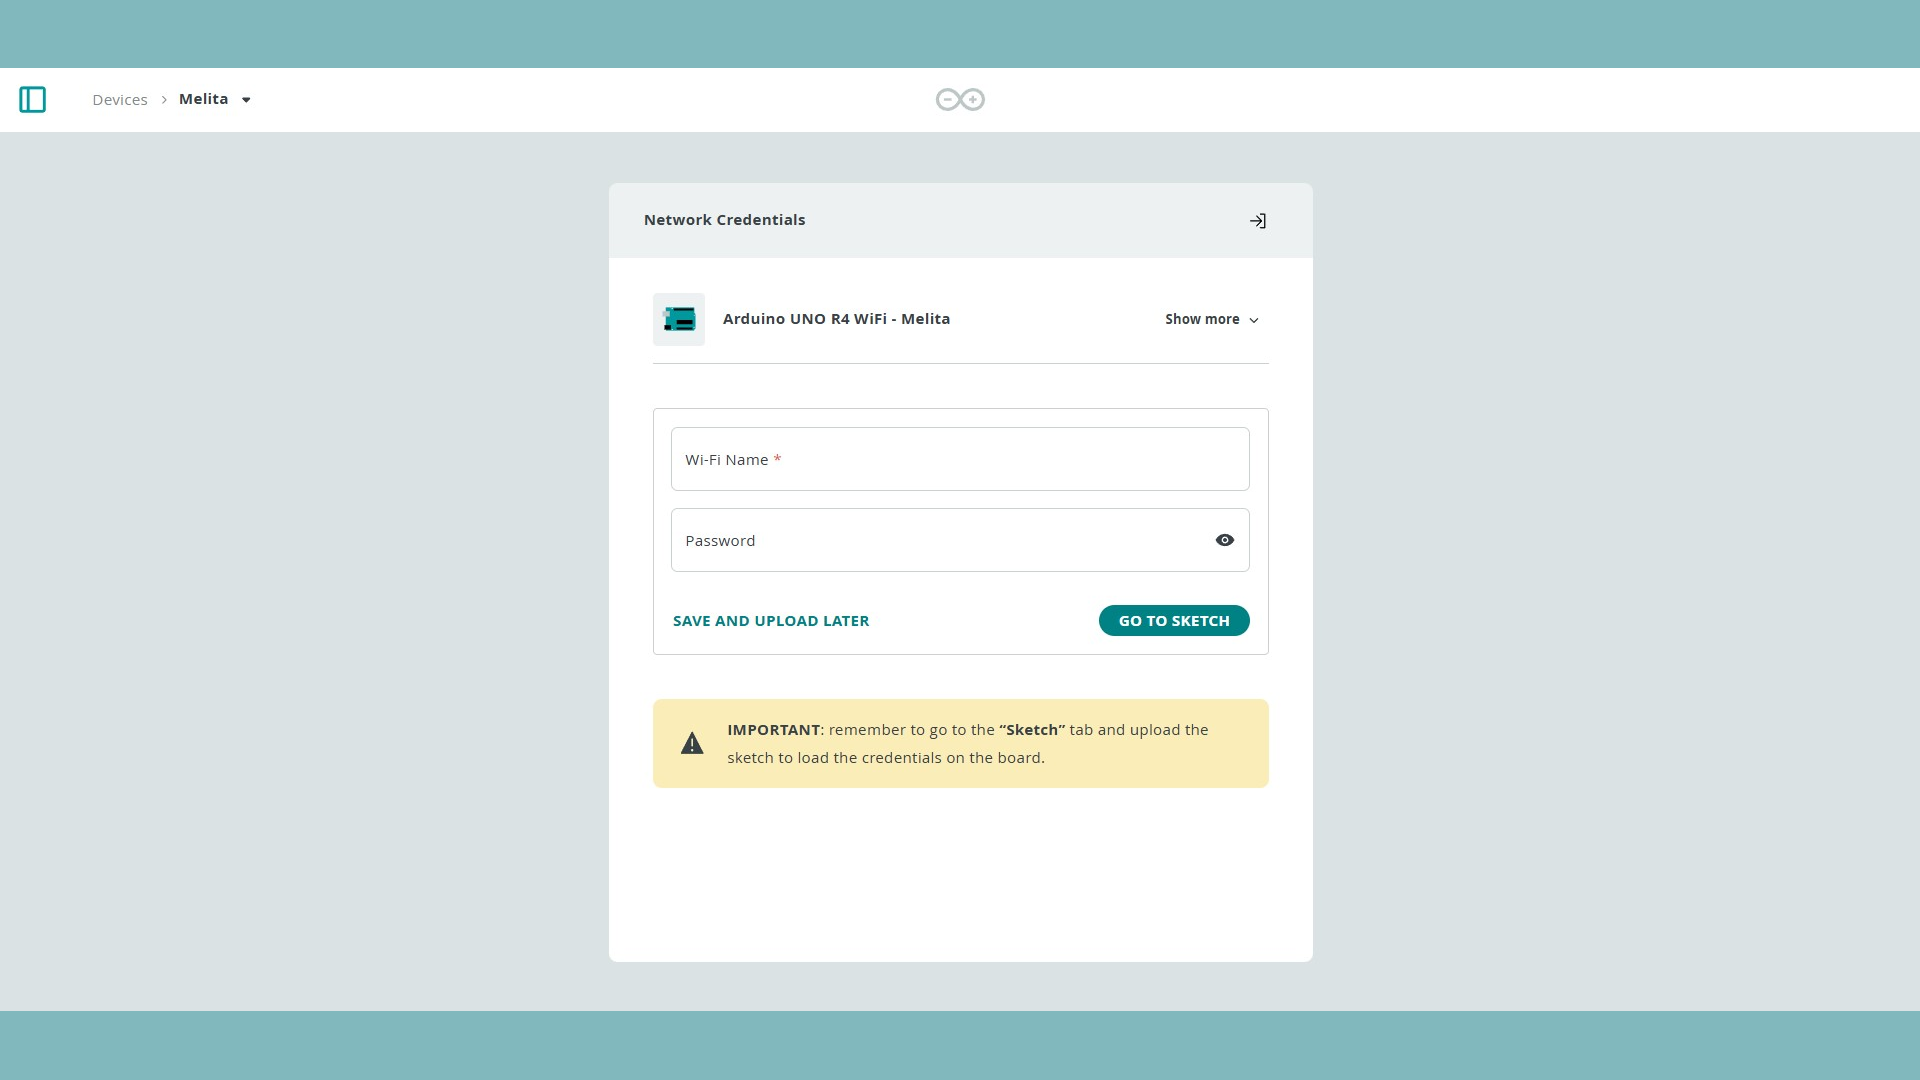 Devices > Melita
Network Credentials
Arduino UNO R4 WiFi - Melita
Show more
Wi-Fi Name *
Password
SAVE AND UPLOAD LATER
GO TO SKETCH
IMPORTANT: remember to go to the “Sketch” tab and upload the
sketch to load the credentials on the board.